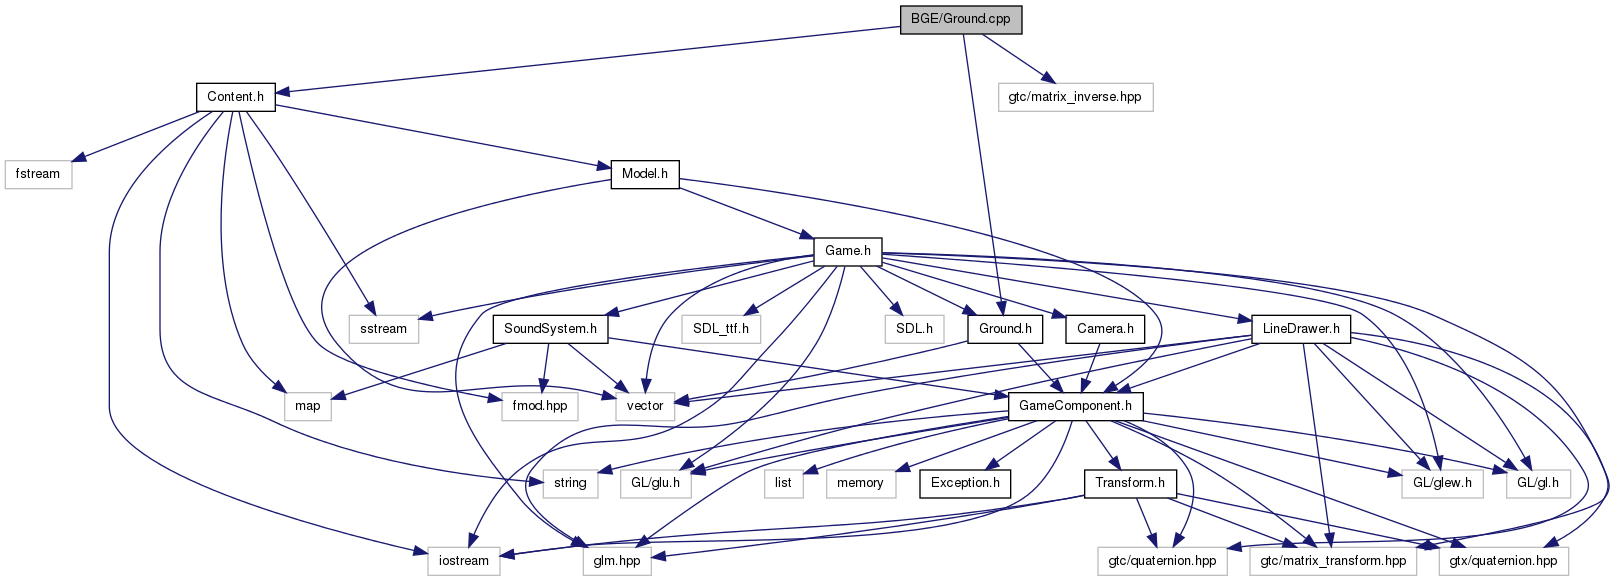 BGE/Ground.cpp
Content.h
gtc/matrix_inverse.hpp
fstream
Model.h
Game.h
sstream
SoundSystem.h
SDL_ttf.h
SDL.h
Ground.h
Camera.h
LineDrawer.h
map
fmod.hpp
vector
GameComponent.h
string
GL/glu.h
list
memory
Exception.h
Transform.h
GL/glew.h
GL/gl.h
iostream
glm.hpp
gtc/quaternion.hpp
gtc/matrix_transform.hpp
gtx/quaternion.hpp